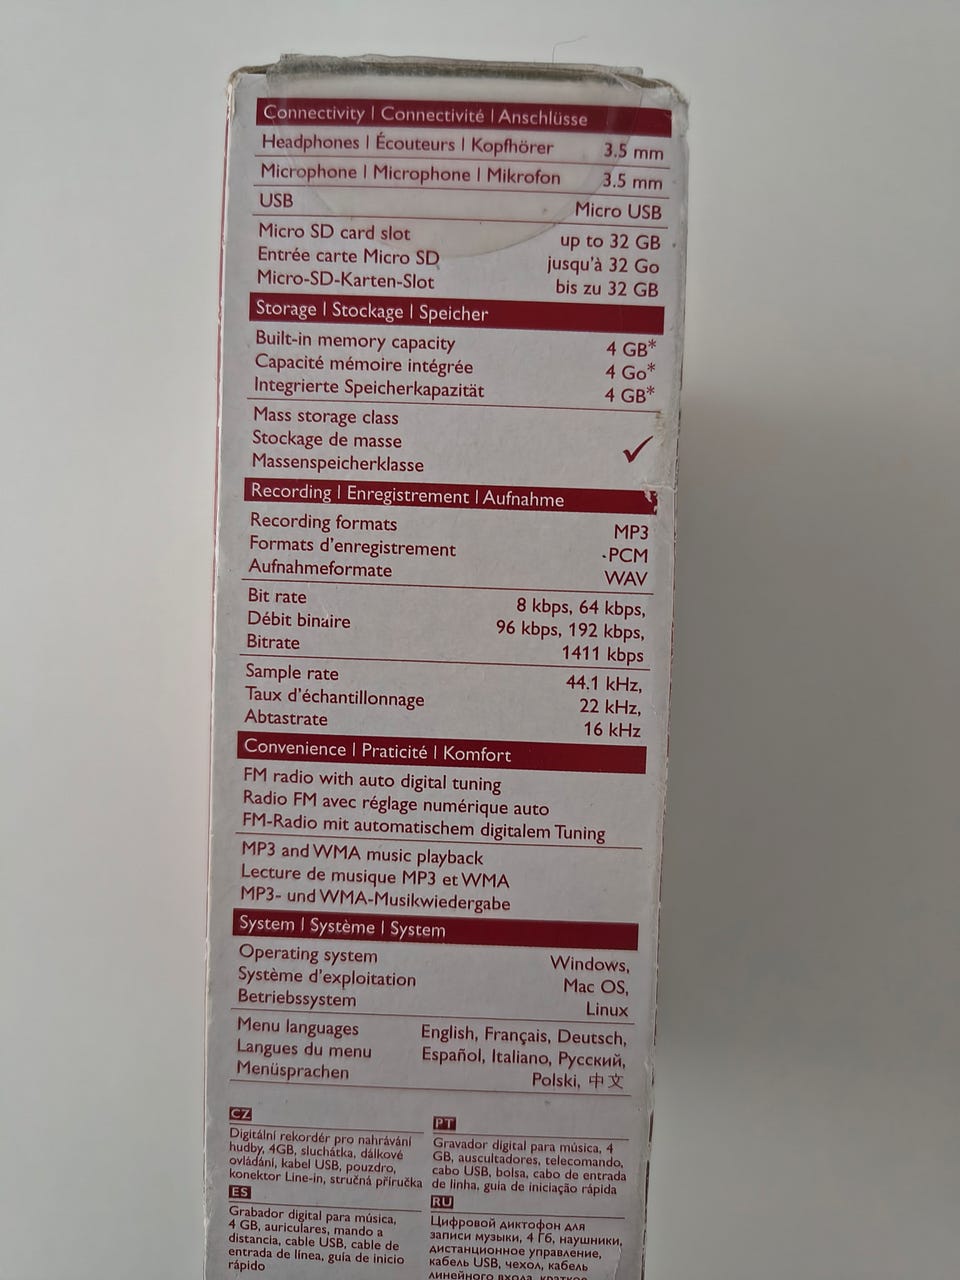 Connectivity | Connectivité | Anschlüsse
Headphones | Écouteurs | Kopfhörer 3.5 mm
Microphone | Microphone | Mikrofon 3.5 mm
USB Micro USB
Micro SD card slot up to 32 GB
Entrée carte Micro SD jusqu'à 32 Go
Micro-SD-Karten-Slot bis zu 32 GB
Storage | Stockage | Speicher
Built-in memory capacity 4 GB*
Capacité mémoire intégrée 4 Go*
Integrierte Speicherkapazität 4 GB*
Mass storage class
Stockage de masse ✓
Massenspeicherklasse
Recording | Enregistrement | Aufnahme
Recording formats MP3
Formats d'enregistrement PCM
Aufnahmeformate WAV
Bit rate 8 kbps, 64 kbps,
Débit binaire 96 kbps, 192 kbps,
Bitrate 1411 kbps
Sample rate 44.1 kHz,
Taux d'échantillonnage 22 kHz,
Abtastrate 16 kHz
Convenience | Praticité | Komfort
FM radio with auto digital tuning
Radio FM avec réglage numérique auto
FM-Radio mit automatischem digitalem Tuning
MP3 and WMA music playback
Lecture de musique MP3 et WMA
MP3- und WMA-Musikwiedergabe
System | Système | System
Operating system Windows,
Système d'exploitation Mac OS,
Betriebssystem Linux
Menu languages English, Français, Deutsch,
Langues du menu Español, Italiano, Русский,
Menüsprachen Polski, 中文
CZ
Digitální rekordér pro nahrávání
hudby, 4GB, sluchátka, dálkové
ovládání, kabel USB, pouzdro,
konektor Line-in, stručná příručka
ES
Grabador digital para música,
4 GB, auriculares, mando a
distancia, cable USB, cable de
entrada de línea, guía de inicio
rápido
PT
Gravador digital para música, 4
GB, auscultadores, telecomando,
cabo USB, bolsa, cabo de entrada
de linha, guia de iniciação rápida
RU
Цифровой диктофон для
записи музыки, 4 Гб, наушники,
дистанционное управление,
кабель USB, чехол, кабель
линейного входа, краткое